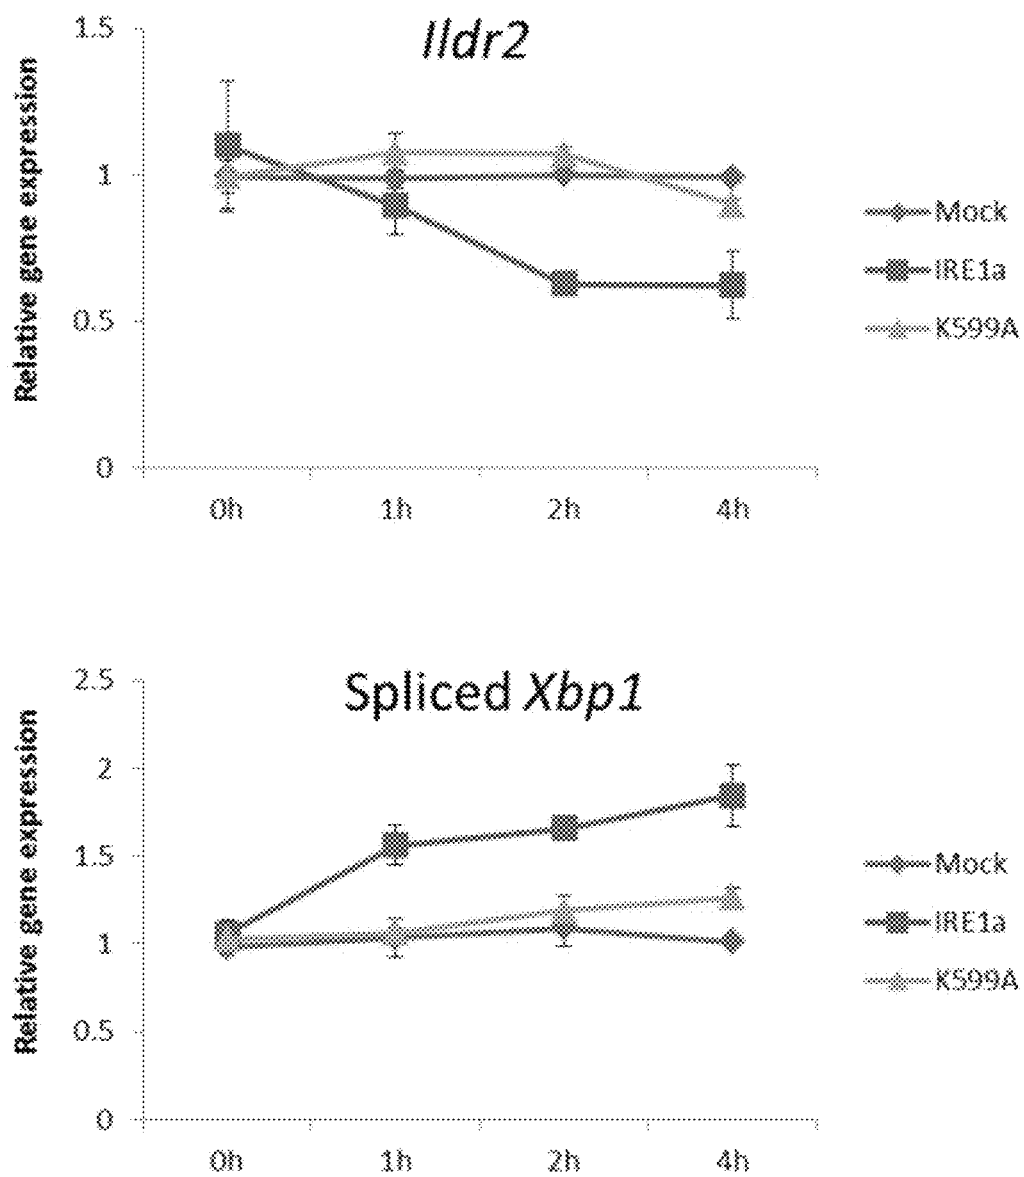 Ildr2
Relative gene expression
1.5
1
0.5
0
0h 1h 2h 4h
Mock
IRE1a
K599A
Spliced Xbp1
Relative gene expression
2.5
2
1.5
1
0.5
0
0h 1h 2h 4h
Mock
IRE1a
K599A